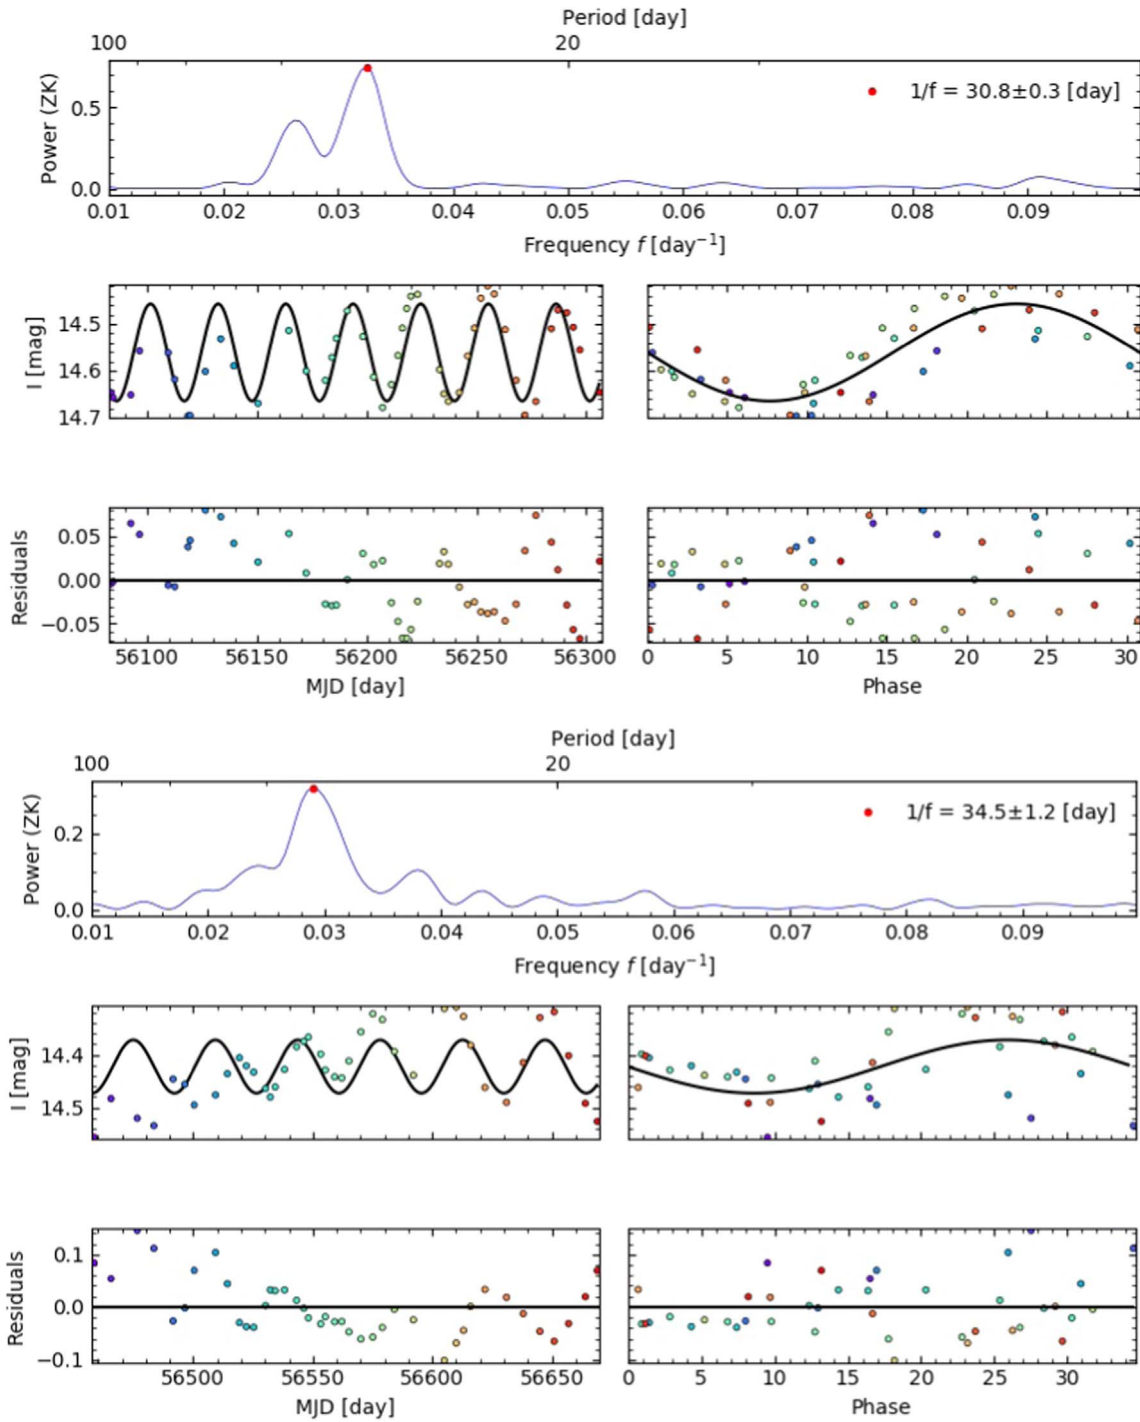 Period [day]
100 20
Power (ZK)
0.5
0.0
1/f = 30.8±0.3 [day]
0.01 0.02 0.03 0.04 0.05 0.06 0.07 0.08 0.09
Frequency f [day⁻¹]
I [mag]
14.5
14.6
14.7
Residuals
0.05
0.00
−0.05
56100 56150 56200 56250 56300 0 5 10 15 20 25 30
MJD [day] Phase
Period [day]
100 20
Power (ZK)
0.2
0.0
1/f = 34.5±1.2 [day]
0.01 0.02 0.03 0.04 0.05 0.06 0.07 0.08 0.09
Frequency f [day⁻¹]
I [mag]
14.4
14.5
Residuals
0.1
0.0
−0.1
56500 56550 56600 56650 0 5 10 15 20 25 30
MJD [day] Phase